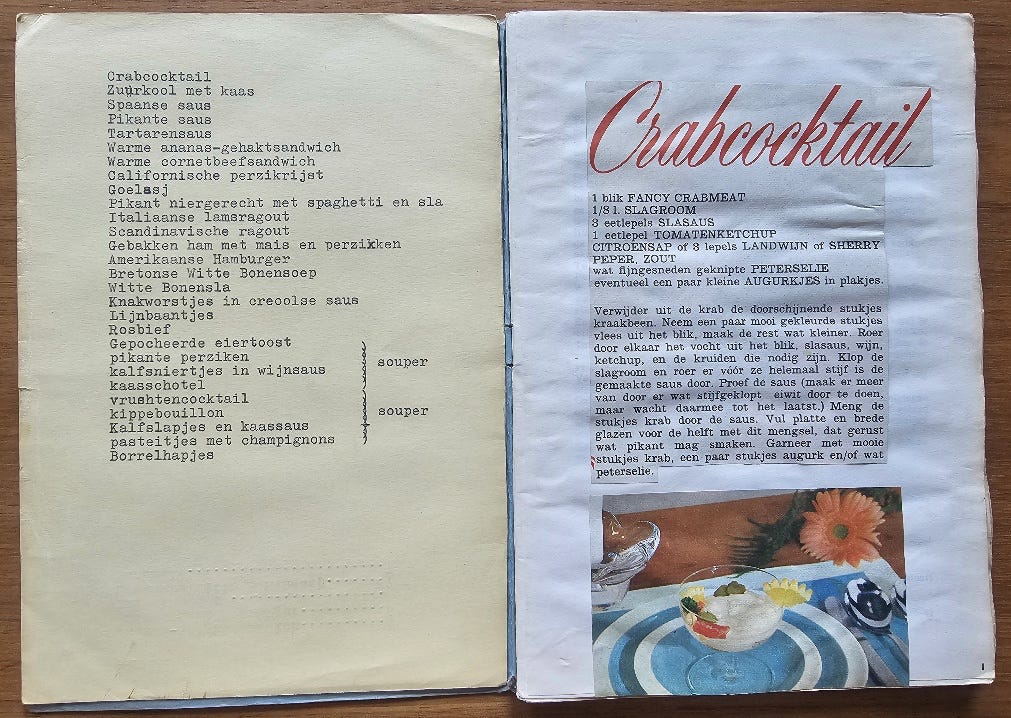 Crabcocktail
Zuurkool met kaas
Spaanse saus
Pikante saus
Tartarensaus
Warme ananas-gehaktsandwich
Warme cornetbeefsandwich
Californische perzikrijst
Goelasj
Pikant niergerecht met spaghetti en sla
Italiaanse lamsragout
Scandinavische ragout
Gebakken ham met mais en perzikken
Amerikaanse Hamburger
Bretonse Witte Bonensoep
Witte Bonensla
Knakworstjes in creoolse saus
Lijnbaantjes
Rosbief
Gepocheerde eiertoost
pikante perziken
souper
kalfsniertjes in wijnsaus
kaasschotel
vrushtencocktail
kippebouillon
souper
Kalfslapjes en kaassaus
pasteitjes met champignons
Borrelhapjes
Crabcocktail
1 blik FANCY CRABMEAT
1/8 l. SLAGROOM
3 eetlepels SLASAUS
1 eetlepel TOMATENKETCHUP
CITROENSAP of 3 lepels LANDWIJN of SHERRY
PEPER, ZOUT
wat fijngesneden geknipte PETERSELIE
eventueel een paar kleine AUGURKJES in plakjes.
Verwijder uit de krab de doorschijnende stukjes
kraakbeen. Neem een paar mooi gekleurde stukjes
vlees uit het blik, maak de rest wat kleiner. Roer
door elkaar het vocht uit het blik, slasaus, wijn,
ketchup, en de kruiden die nodig zijn. Klop de
slagroom en roer er vóór ze helemaal stijf is de
gemaakte saus door. Proef de saus (maak er meer
van door er wat stijfgeklopt eiwit door te doen,
maar wacht daarmee tot het laatst.) Meng de
stukjes krab door de saus. Vul platte en brede
glazen voor de helft met dit mengsel, dat gerust
wat pikant mag smaken. Garneer met mooie
stukjes krab, een paar stukjes augurk en/of wat
peterselie.
1